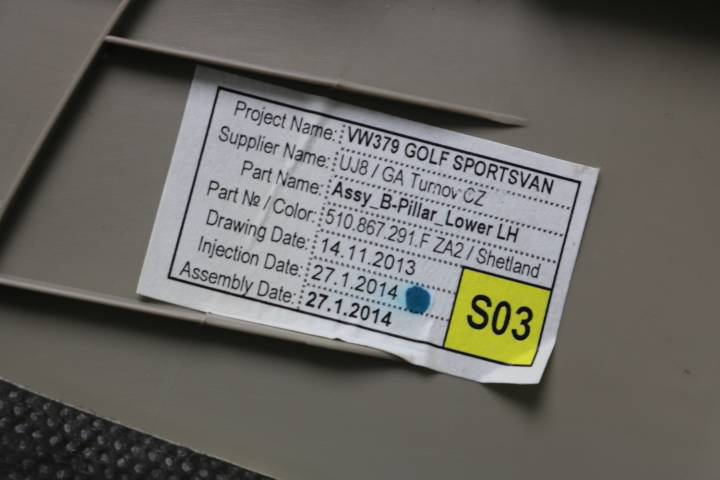 Project Name: VW379 GOLF SPORTSVAN
Supplier Name: UJ8 / GA Turnov CZ
Part Name: Assy_B-Pillar_Lower LH
Part № / Color: 510.867.291.F ZA2 / Shetland
Drawing Date: 14.11.2013
Injection Date: 27.1.2014
Assembly Date: 27.1.2014
S03